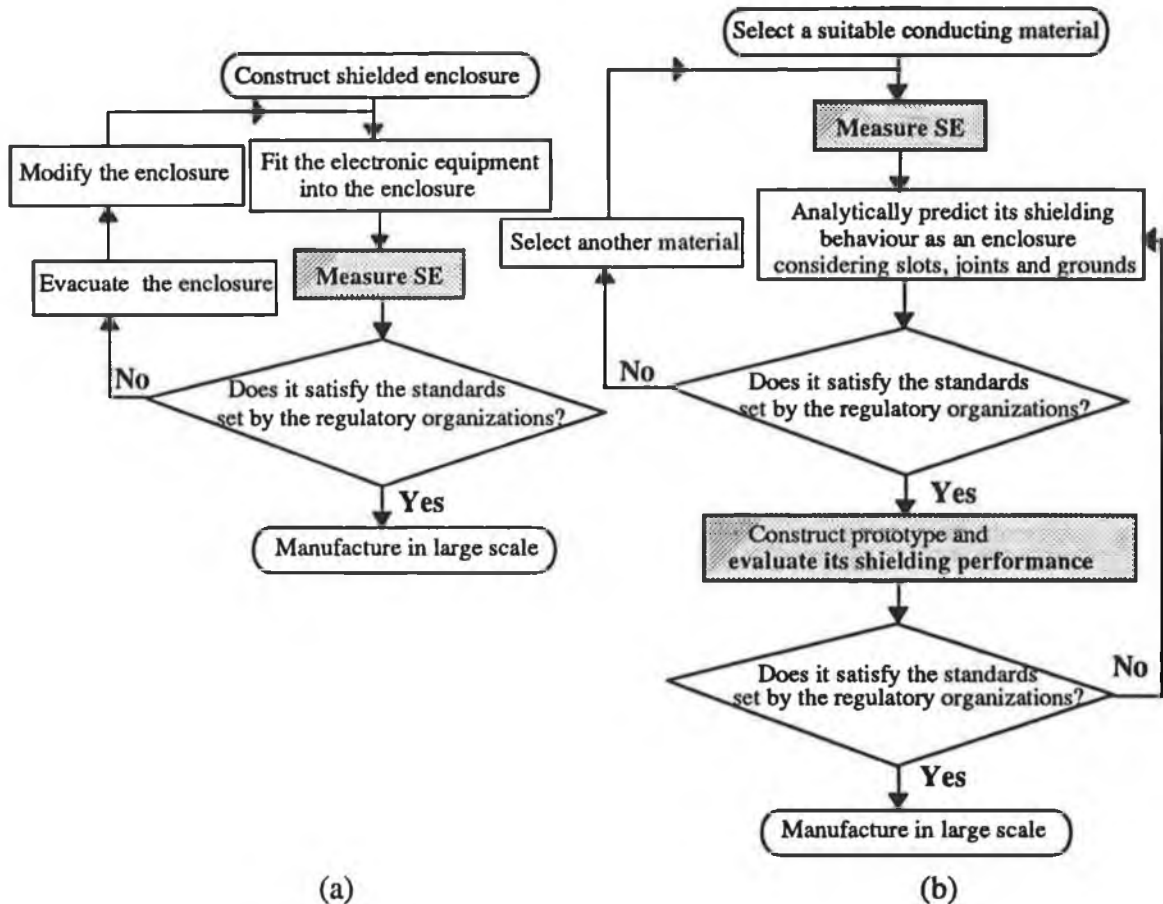 Construct shielded enclosure
Modify the enclosure
Fit the electronic equipment
into the enclosure
Evacuate the enclosure
Measure SE
No
Does it satisfy the standards
set by the regulatory organizations?
Yes
Manufacture in large scale
(a)
Select a suitable conducting material
Measure SE
Select another material
Analytically predict its shielding
behaviour as an enclosure
considering slots, joints and grounds
No
Does it satisfy the standards
set by the regulatory organizations?
Yes
Construct prototype and
evaluate its shielding performance
Does it satisfy the standards
set by the regulatory organizations?
No
Yes
Manufacture in large scale
(b)